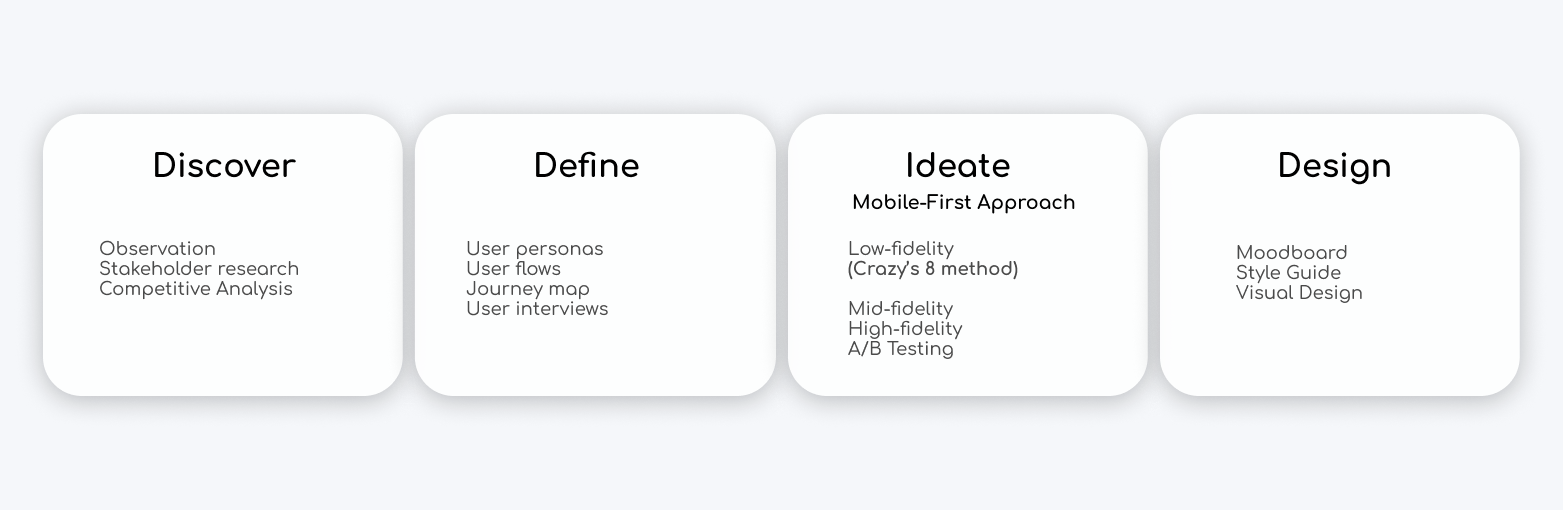 Discover
Observation
Stakeholder research
Competitive Analysis
Define
User personas
User flows
Journey map
User interviews
Ideate
Mobile-First Approach
Low-fidelity
(Crazy’s 8 method)
Mid-fidelity
High-fidelity
A/B Testing
Design
Moodboard
Style Guide
Visual Design